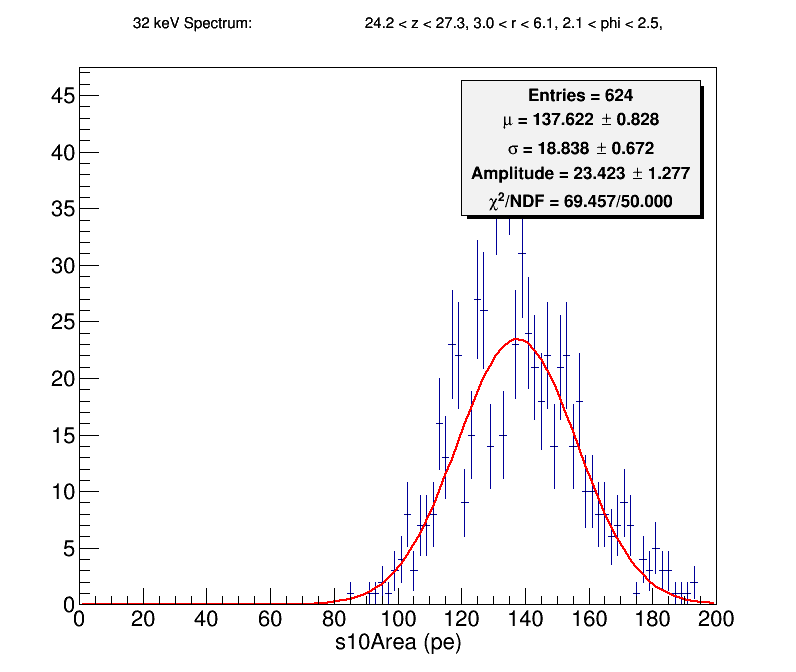 32 keV Spectrum: 24.2 < z < 27.3, 3.0 < r < 6.1, 2.1 < phi < 2.5,
Entries = 624
μ = 137.622 ± 0.828
σ = 18.838 ± 0.672
Amplitude = 23.423 ± 1.277
χ²/NDF = 69.457/50.000
45
40
35
30
25
20
15
10
5
0
0 20 40 60 80 100 120 140 160 180 200
s10Area (pe)